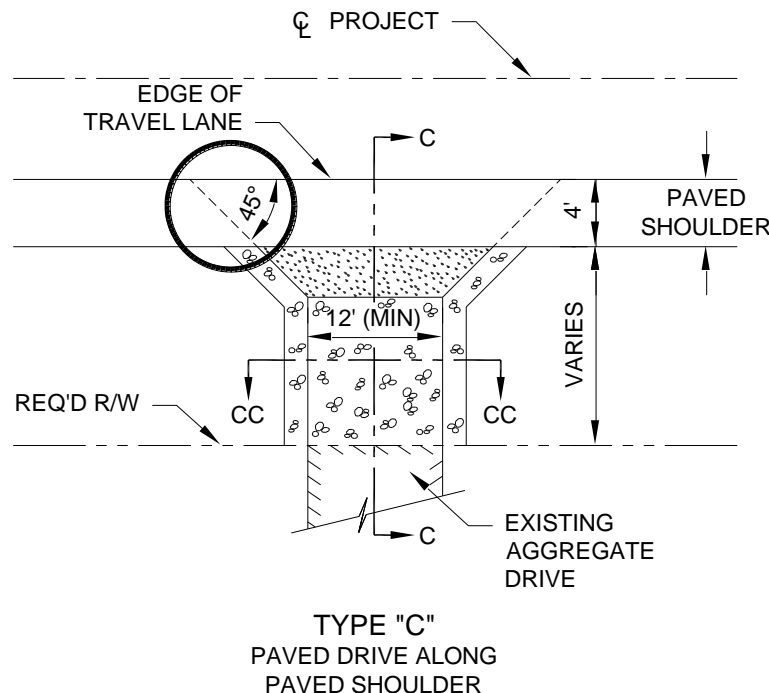 ℄ PROJECT
EDGE OF
TRAVEL LANE
C
45°
4'
PAVED
SHOULDER
12' (MIN)
VARIES
CC
CC
REQ'D R/W
C
EXISTING
AGGREGATE
DRIVE
TYPE "C"
PAVED DRIVE ALONG
PAVED SHOULDER